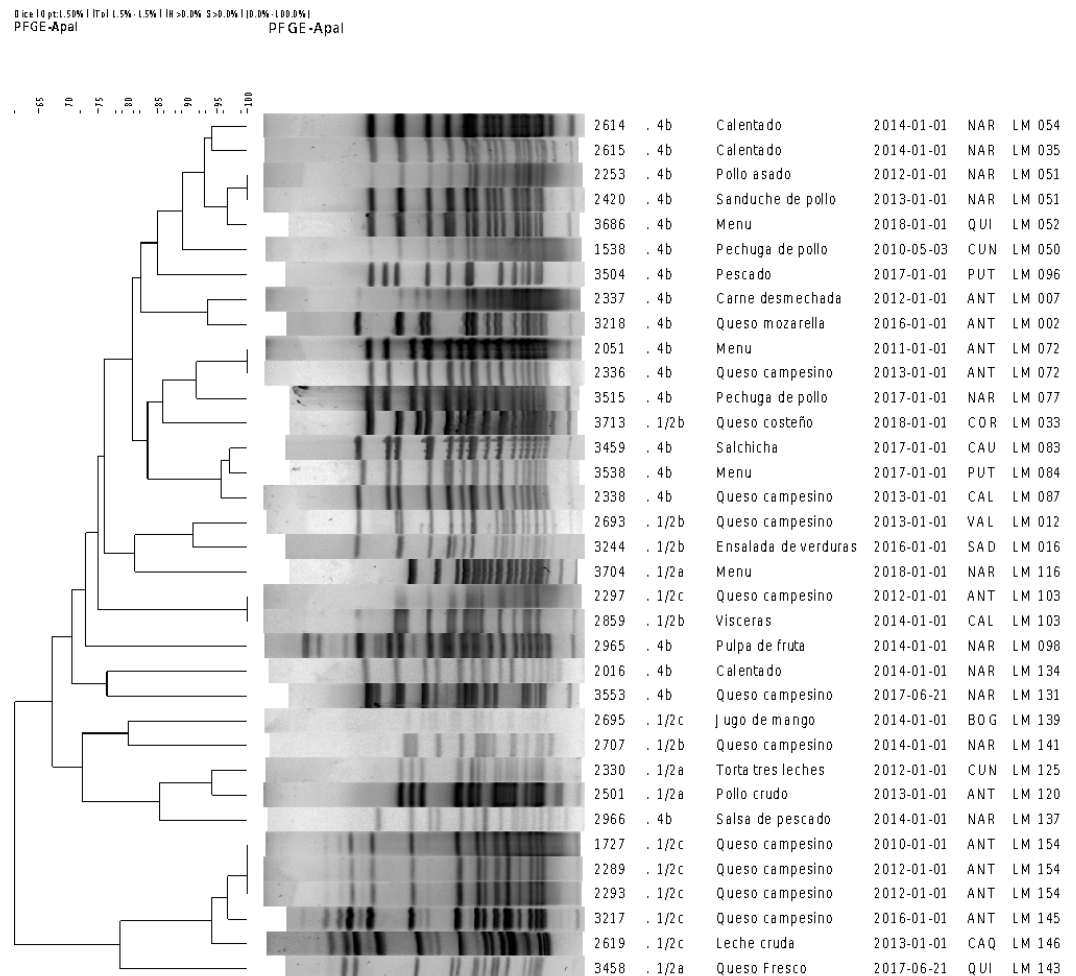 Dice (Opt:1.50%) (Tol 1.5%-1.5%) (H>0.0% S>0.0%) [0.0%-100.0%]
PFGE-ApaI PFGE-ApaI
65 70 75 80 85 90 95 100
2614 . 4b Calentado 2014-01-01 NAR LM 054
2615 . 4b Calentado 2014-01-01 NAR LM 035
2253 . 4b Pollo asado 2012-01-01 NAR LM 051
2420 . 4b Sanduche de pollo 2013-01-01 NAR LM 051
3686 . 4b Menu 2018-01-01 QUI LM 052
1538 . 4b Pechuga de pollo 2010-05-03 CUN LM 050
3504 . 4b Pescado 2017-01-01 PUT LM 096
2337 . 4b Carne desmechada 2012-01-01 ANT LM 007
3218 . 4b Queso mozarella 2016-01-01 ANT LM 002
2051 . 4b Menu 2011-01-01 ANT LM 072
2336 . 4b Queso campesino 2013-01-01 ANT LM 072
3515 . 4b Pechuga de pollo 2017-01-01 NAR LM 077
3713 . 1/2b Queso costeño 2018-01-01 COR LM 033
3459 . 4b Salchicha 2017-01-01 CAU LM 083
3538 . 4b Menu 2017-01-01 PUT LM 084
2338 . 4b Queso campesino 2013-01-01 CAL LM 087
2693 . 1/2b Queso campesino 2013-01-01 VAL LM 012
3244 . 1/2b Ensalada de verduras 2016-01-01 SAD LM 016
3704 . 1/2a Menu 2018-01-01 NAR LM 116
2297 . 1/2c Queso campesino 2012-01-01 ANT LM 103
2859 . 1/2b Visceras 2014-01-01 CAL LM 103
2965 . 4b Pulpa de fruta 2014-01-01 NAR LM 098
2016 . 4b Calentado 2014-01-01 NAR LM 134
3553 . 4b Queso campesino 2017-06-21 NAR LM 131
2695 . 1/2c Jugo de mango 2014-01-01 BOG LM 139
2707 . 1/2b Queso campesino 2014-01-01 NAR LM 141
2330 . 1/2a Torta tres leches 2012-01-01 CUN LM 125
2501 . 1/2a Pollo crudo 2013-01-01 ANT LM 120
2966 . 4b Salsa de pescado 2014-01-01 NAR LM 137
1727 . 1/2c Queso campesino 2010-01-01 ANT LM 154
2289 . 1/2c Queso campesino 2012-01-01 ANT LM 154
2293 . 1/2c Queso campesino 2012-01-01 ANT LM 154
3217 . 1/2c Queso campesino 2016-01-01 ANT LM 145
2619 . 1/2c Leche cruda 2013-01-01 CAQ LM 146
3458 . 1/2a Queso Fresco 2017-06-21 QUI LM 143